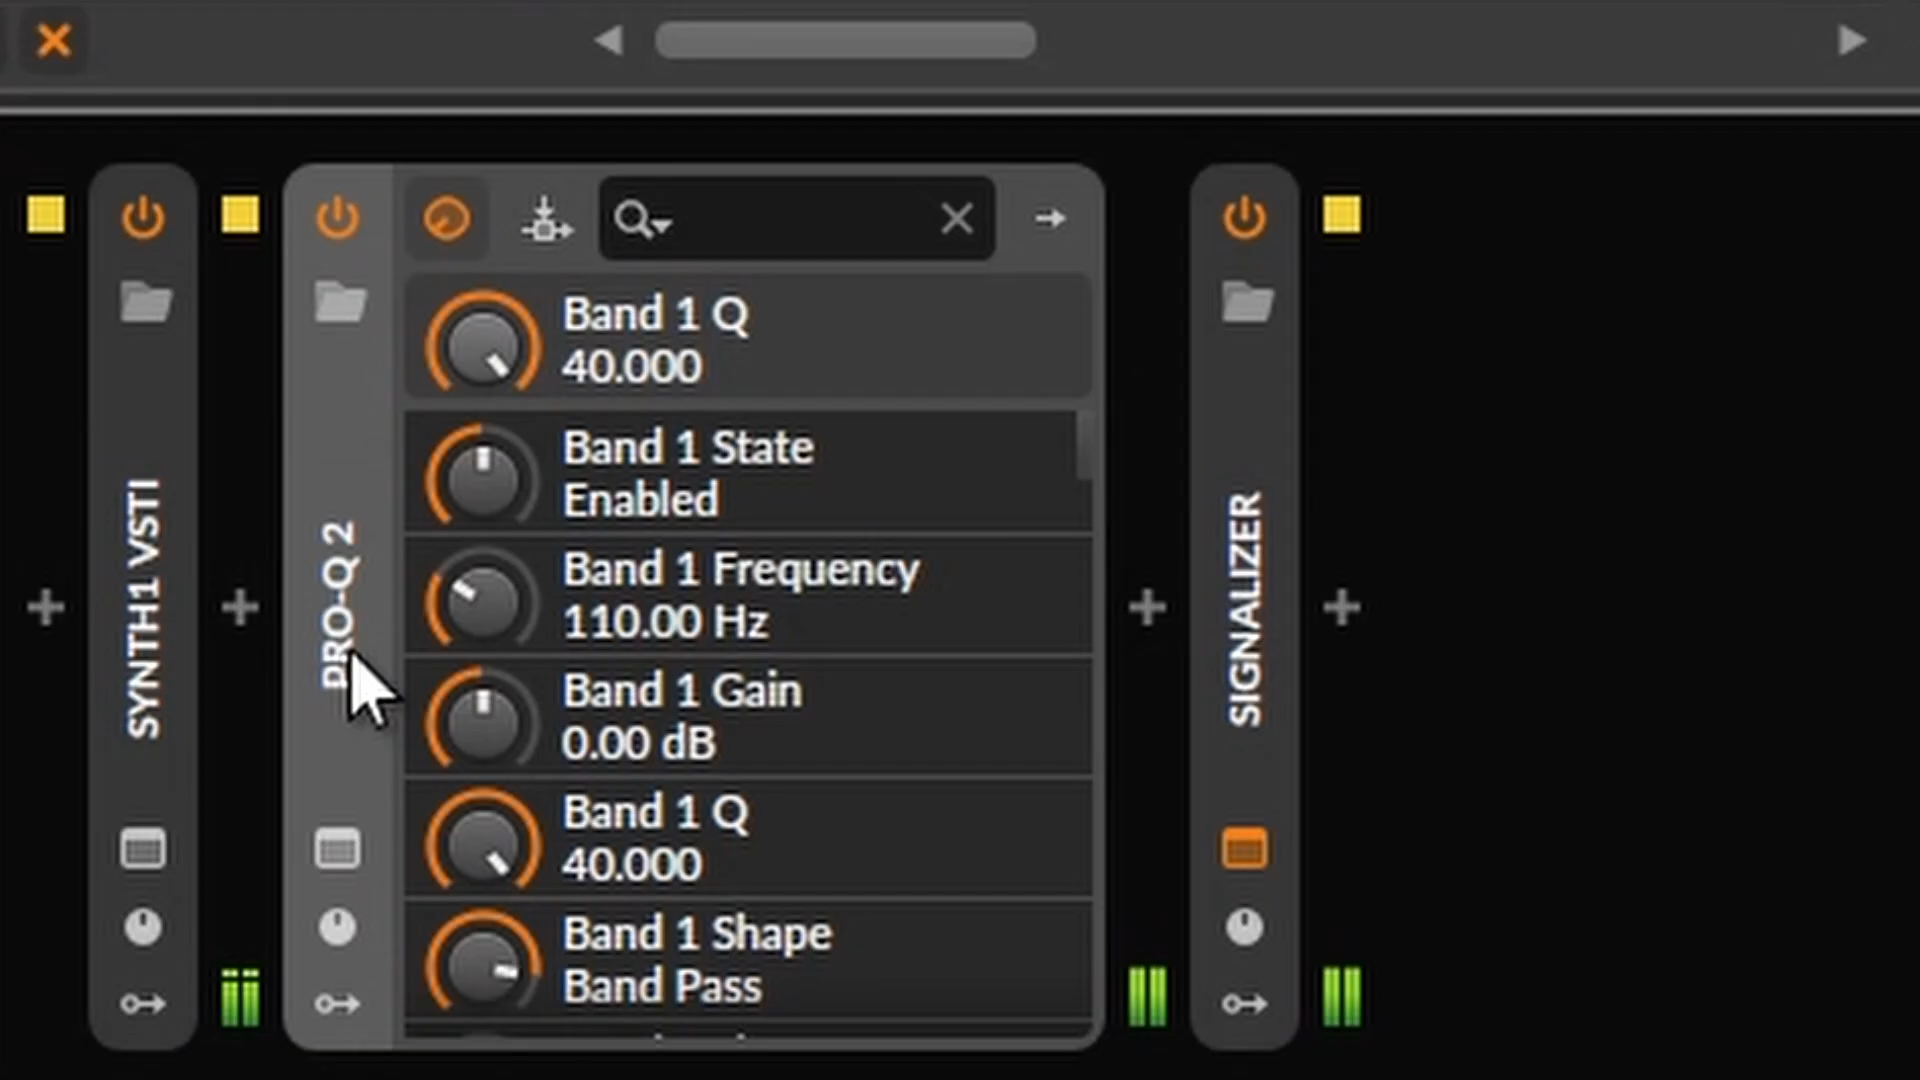 SYNTH1 VSTI
PRO-Q 2
Band 1 Q
40.000
Band 1 State
Enabled
Band 1 Frequency
110.00 Hz
Band 1 Gain
0.00 dB
Band 1 Q
40.000
Band 1 Shape
Band Pass
SIGNALIZER